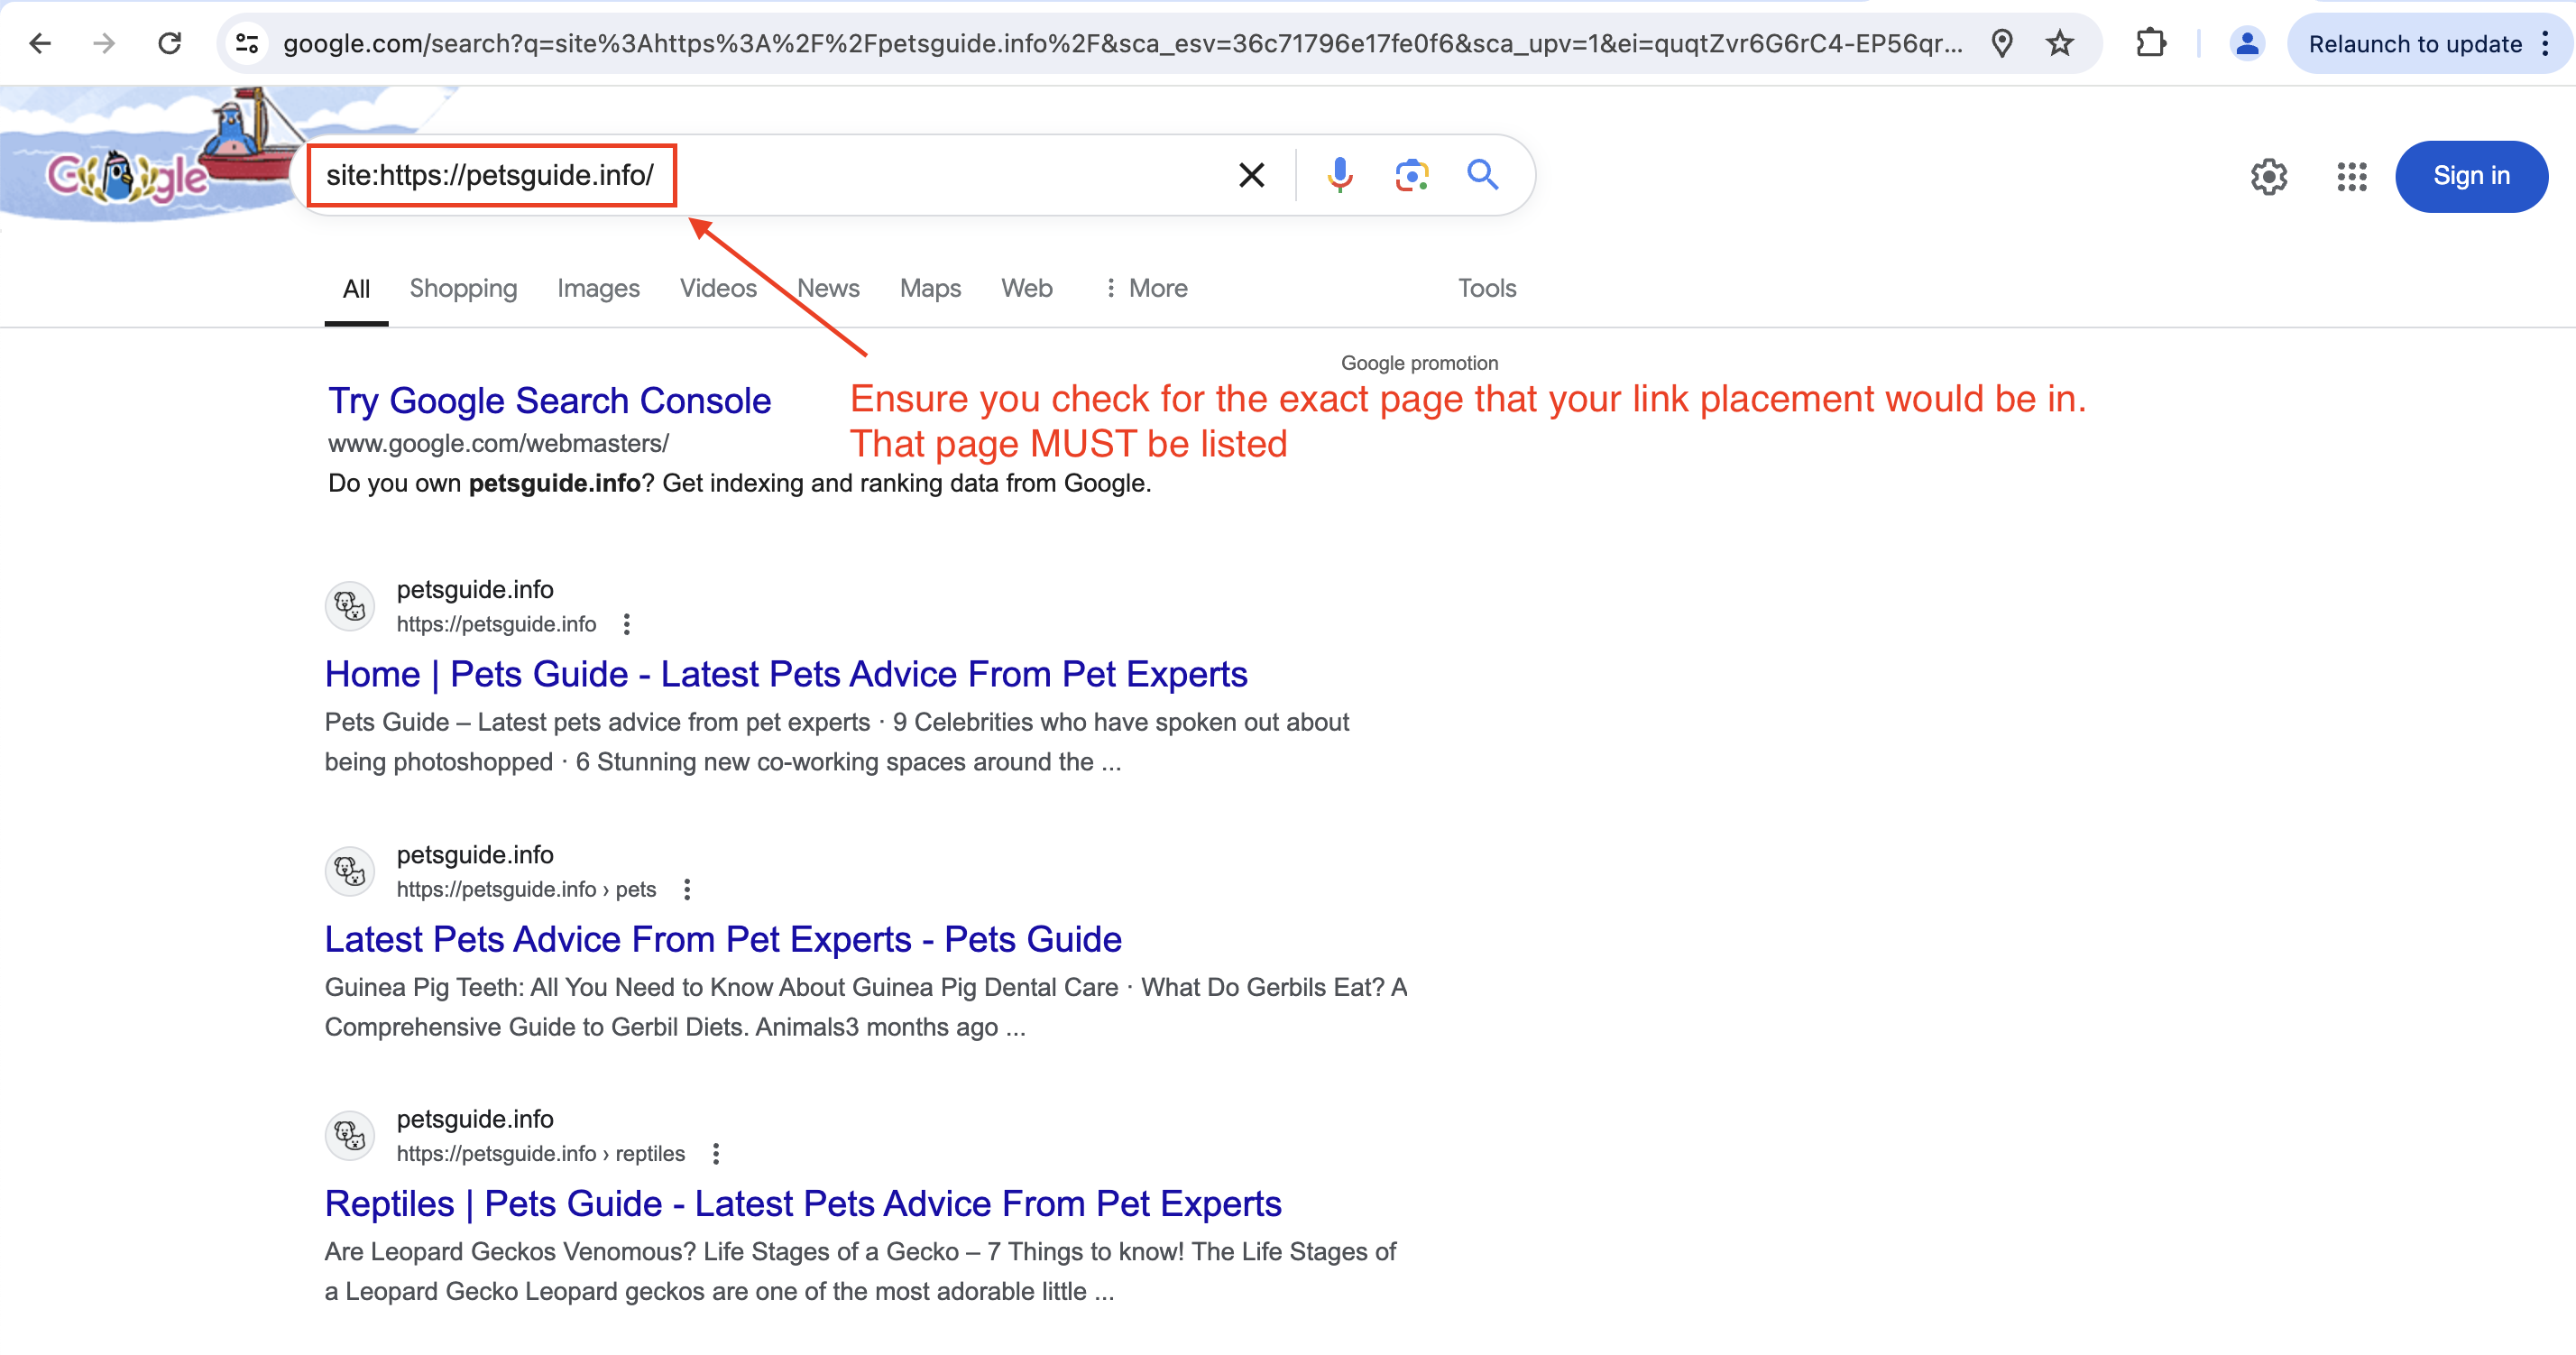 google.com/search?q=site%3Ahttps%3A%2F%2Fpetsguide.info%2F&sca_esv=36c71796e17fe0f6&sca_upv=1&ei=quqtZvr6G6rC4-EP56qr...
Relaunch to update
Google
site:https://petsguide.info/
Sign in
All
Shopping
Images
Videos
News
Maps
Web
More
Tools
Google promotion
Try Google Search Console
www.google.com/webmasters/
Do you own petsguide.info? Get indexing and ranking data from Google.
Ensure you check for the exact page that your link placement would be in.
That page MUST be listed
petsguide.info
https://petsguide.info
Home | Pets Guide - Latest Pets Advice From Pet Experts
Pets Guide – Latest pets advice from pet experts · 9 Celebrities who have spoken out about
being photoshopped · 6 Stunning new co-working spaces around the ...
petsguide.info
https://petsguide.info › pets
Latest Pets Advice From Pet Experts - Pets Guide
Guinea Pig Teeth: All You Need to Know About Guinea Pig Dental Care · What Do Gerbils Eat? A
Comprehensive Guide to Gerbil Diets. Animals3 months ago ...
petsguide.info
https://petsguide.info › reptiles
Reptiles | Pets Guide - Latest Pets Advice From Pet Experts
Are Leopard Geckos Venomous? Life Stages of a Gecko – 7 Things to know! The Life Stages of
a Leopard Gecko Leopard geckos are one of the most adorable little ...